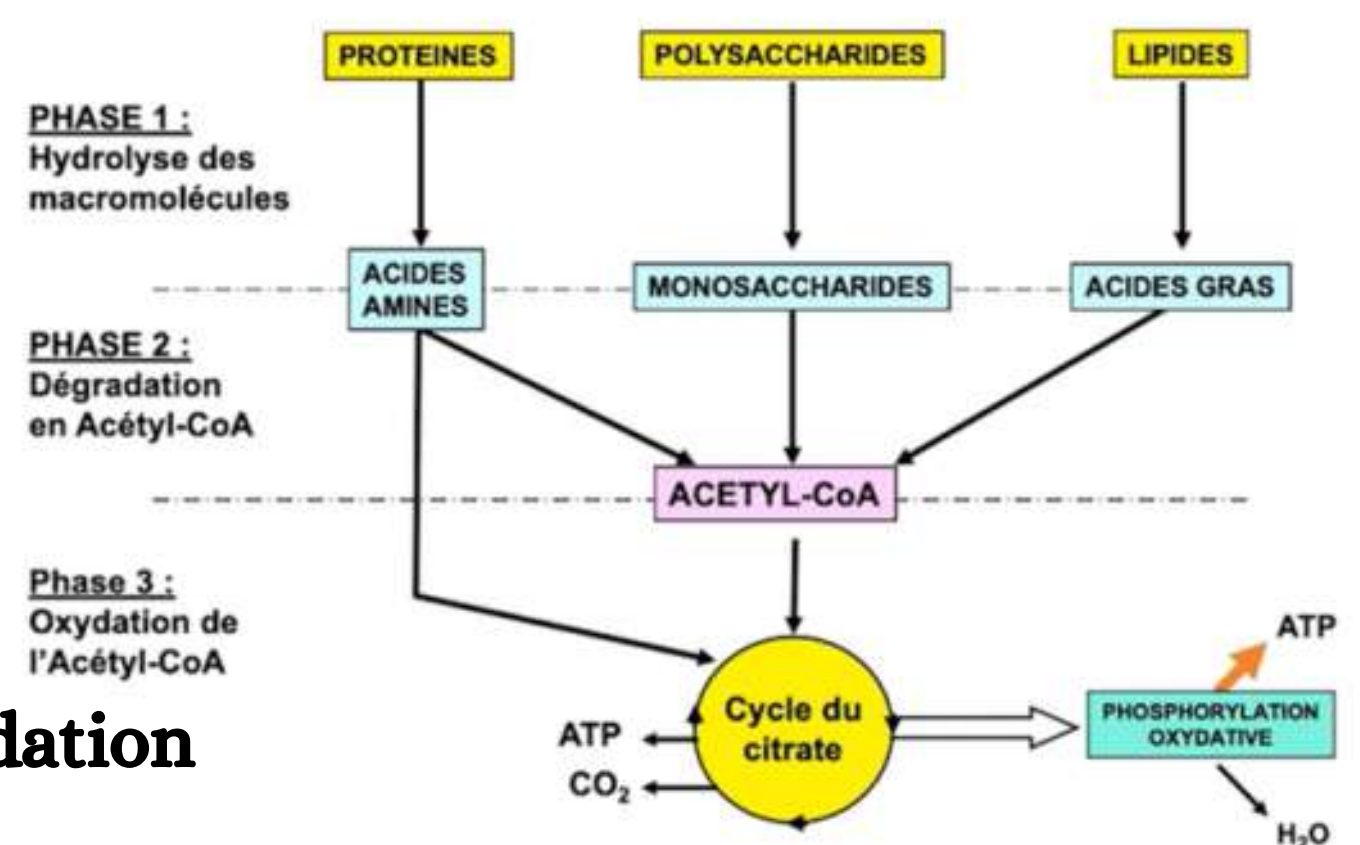 PROTEINES
POLYSACCHARIDES
LIPIDES
PHASE 1 :
Hydrolyse des
macromolécules
ACIDES
AMINES
MONOSACCHARIDES
ACIDES GRAS
PHASE 2 :
Dégradation
en Acétyl-CoA
ACETYL-CoA
Phase 3 :
Oxydation de
l'Acétyl-CoA
dation
Cycle du
citrate
ATP
CO₂
ATP
PHOSPHORYLATION
OXYDATIVE
H₂O